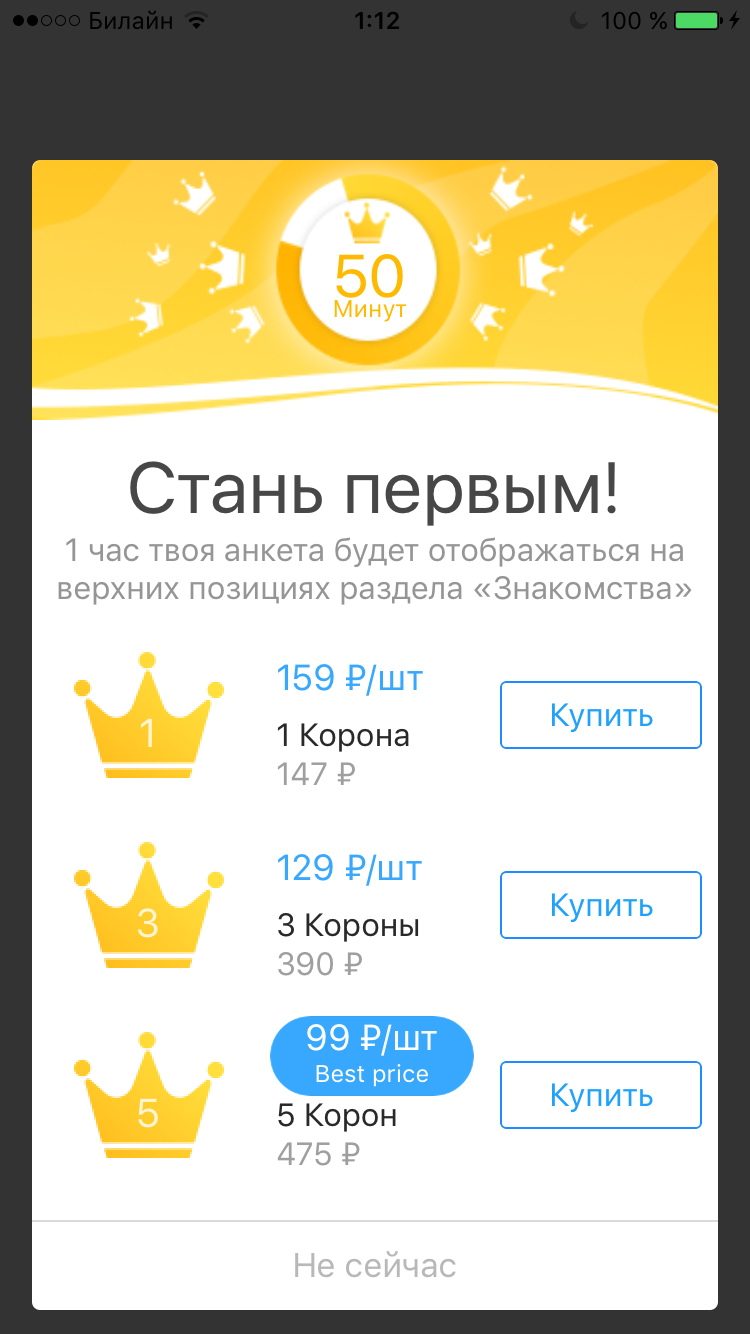 Билайн 1:12 100 %
50
Минут
Стань первым!
1 час твоя анкета будет отображаться на
верхних позициях раздела «Знакомства»
1
159 ₽/шт
1 Корона
147 ₽
Купить
3
129 ₽/шт
3 Короны
390 ₽
Купить
5
99 ₽/шт
Best price
5 Корон
475 ₽
Купить
Не сейчас